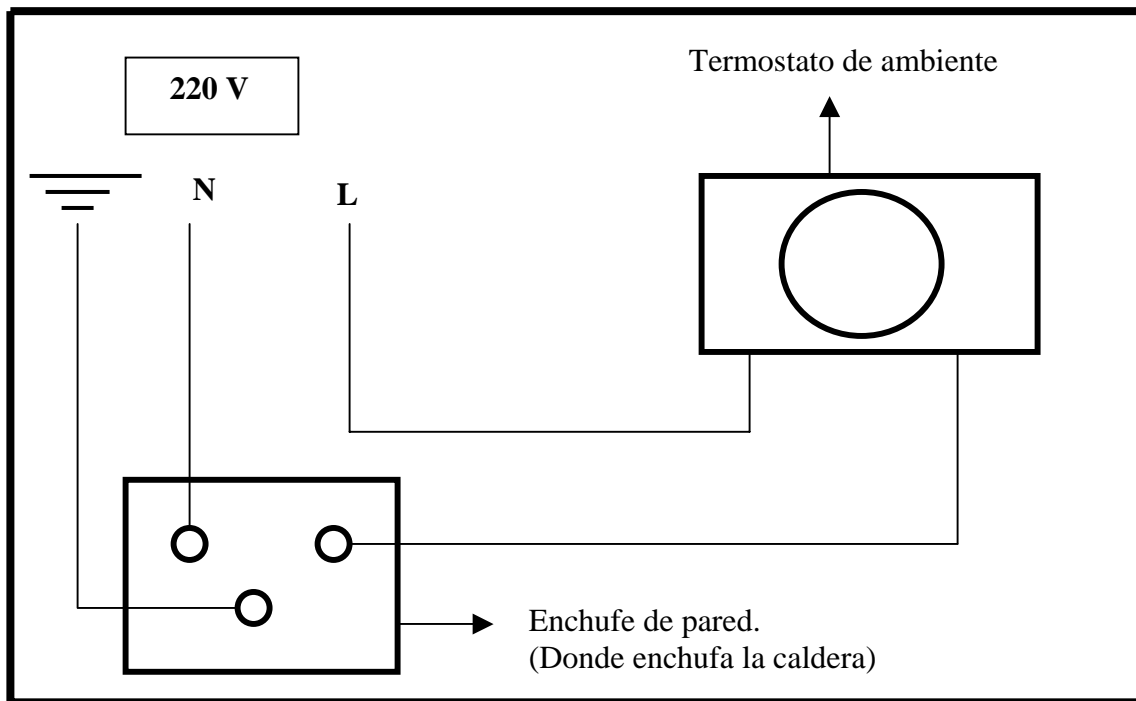 220 V
Termostato de ambiente
N
L
Enchufe de pared.
(Donde enchufa la caldera)